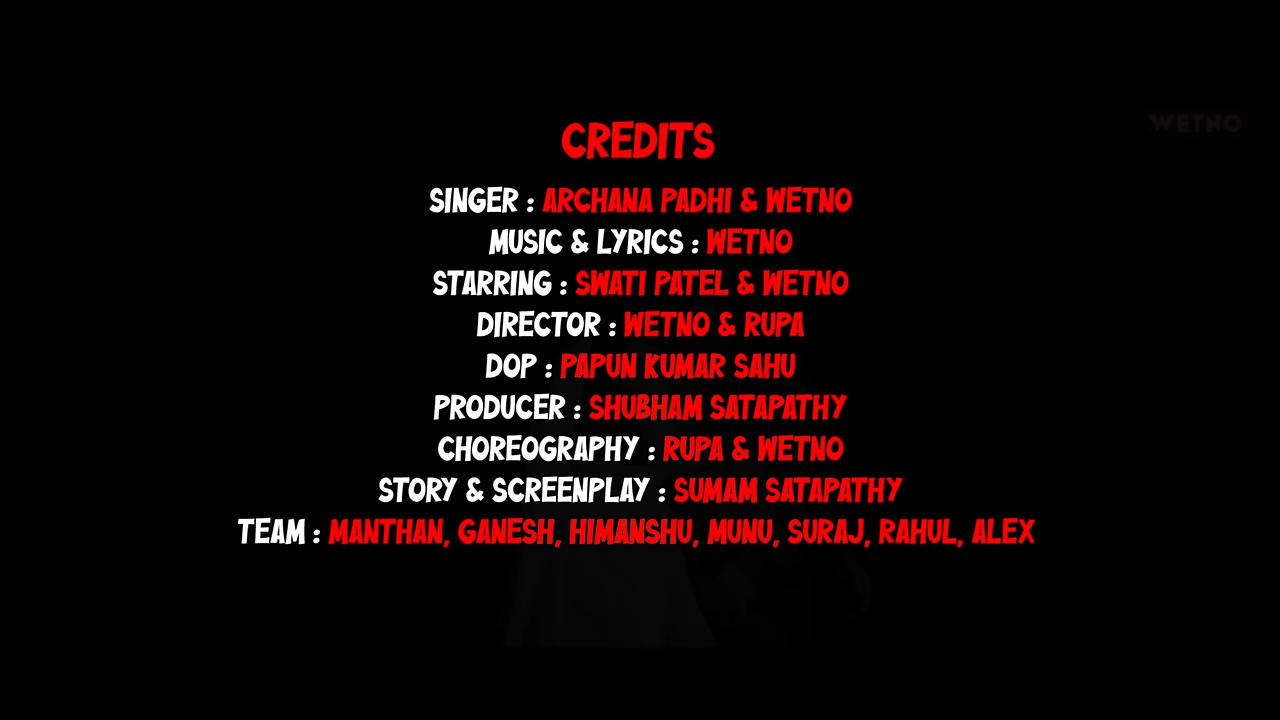 CREDITS
WETNO
SINGER : ARCHANA PADHI & WETNO
MUSIC & LYRICS : WETNO
STARRING : SWATI PATEL & WETNO
DIRECTOR : WETNO & RUPA
DOP : PAPUN KUMAR SAHU
PRODUCER : SHUBHAM SATAPATHY
CHOREOGRAPHY : RUPA & WETNO
STORY & SCREENPLAY : SUMAM SATAPATHY
TEAM : MANTHAN, GANESH, HIMANSHU, MUNU, SURAJ, RAHUL, ALEX